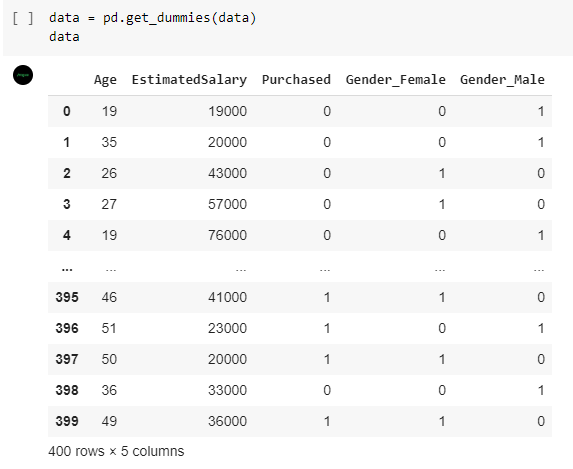 [ ] data = pd.get_dummies(data)
data
Age EstimatedSalary Purchased Gender_Female Gender_Male
0 19 19000 0 0 1
1 35 20000 0 0 1
2 26 43000 0 1 0
3 27 57000 0 1 0
4 19 76000 0 0 1
... ... ... ... ... ...
395 46 41000 1 1 0
396 51 23000 1 0 1
397 50 20000 1 1 0
398 36 33000 0 0 1
399 49 36000 1 1 0
400 rows × 5 columns